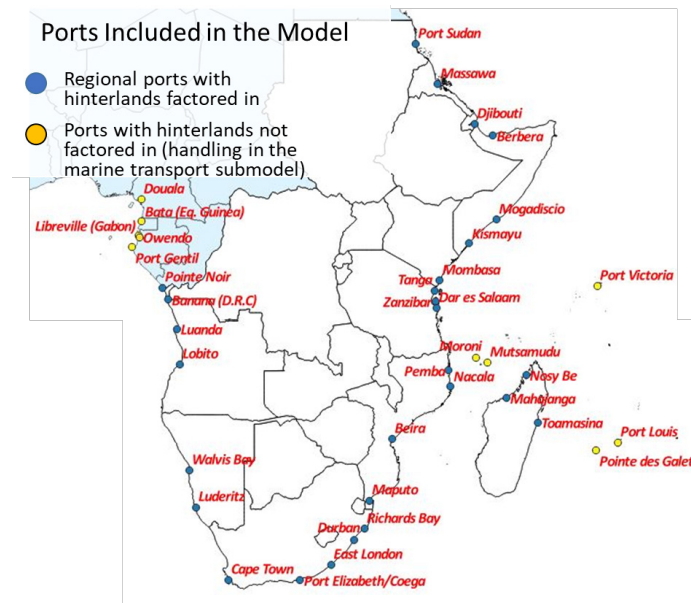 Ports Included in the Model
Regional ports with
hinterlands factored in
Ports with hinterlands not
factored in (handling in the
marine transport submodel)
Port Sudan
Massawa
Djibouti
Berbera
Douala
Bata (Eq. Guinea)
Libreville (Gabon)
Owendo
Port Gentil
Mogadiscio
Kismayu
Pointe Noir
Mombasa
Tanga
Port Victoria
Banana (D.R.C)
Dar es Salaam
Zanzibar
Luanda
Moroni
Mutsamudu
Lobito
Pemba
Nacala
Nosy Be
Mahajanga
Toamasina
Beira
Port Louis
Walvis Bay
Pointe des Galet
Maputo
Luderitz
Richards Bay
Durban
East London
Cape Town
Port Elizabeth/Coega